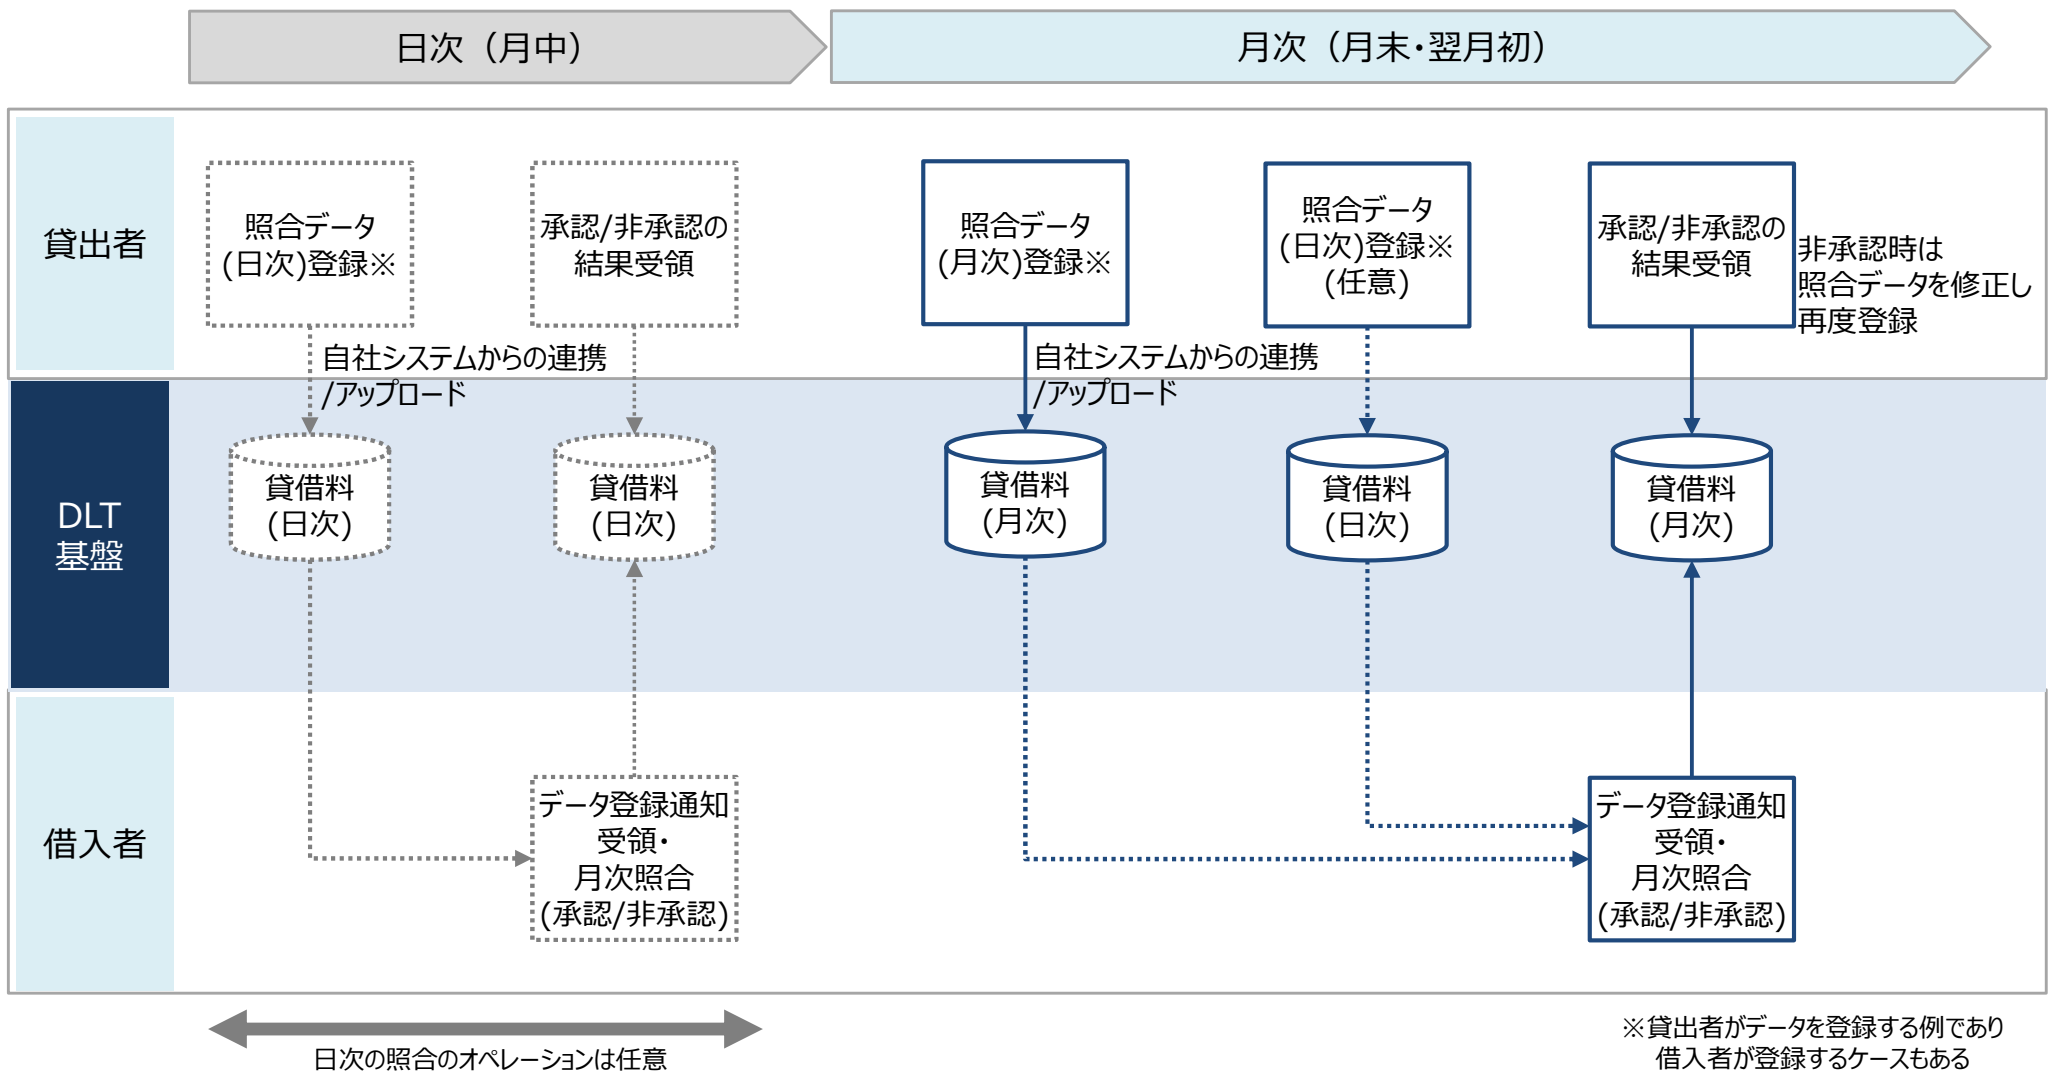 日次（月中）
月次（月末・翌月初）
貸出者
照合データ
(日次)登録※
承認/非承認の
結果受領
照合データ
(月次)登録※
照合データ
(日次)登録※
(任意)
承認/非承認の
結果受領
非承認時は
照合データを修正し
再度登録
自社システムからの連携
/アップロード
自社システムからの連携
/アップロード
DLT
基盤
貸借料
(日次)
貸借料
(日次)
貸借料
(月次)
貸借料
(日次)
貸借料
(月次)
借入者
データ登録通知
受領・
月次照合
(承認/非承認)
データ登録通知
受領・
月次照合
(承認/非承認)
日次の照合のオペレーションは任意
※貸出者がデータを登録する例であり
借入者が登録するケースもある